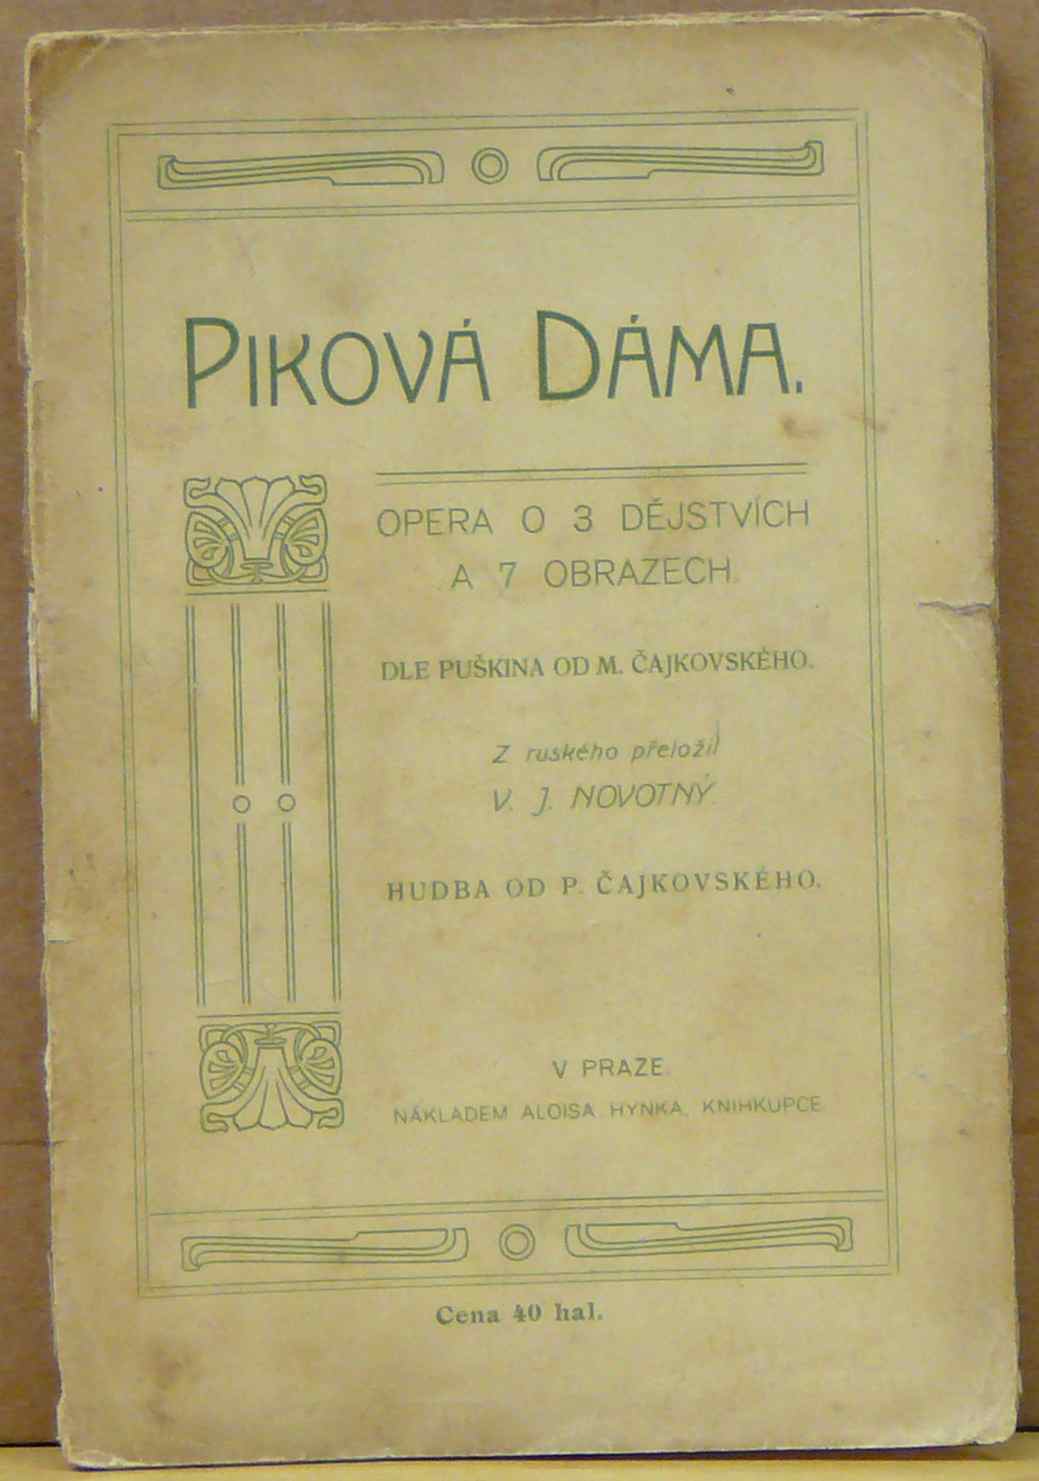 PIKOVÁ DÁMA.
OPERA O 3 DĚJSTVÍCH
A 7 OBRAZECH
DLE PUŠKINA OD M. ČAJKOVSKÉHO.
Z ruského přeložil
V. J. NOVOTNÝ.
HUDBA OD P. ČAJKOVSKÉHO.
V PRAZE.
NÁKLADEM ALOISA HYNKA, KNIHKUPCE
Cena 40 hal.